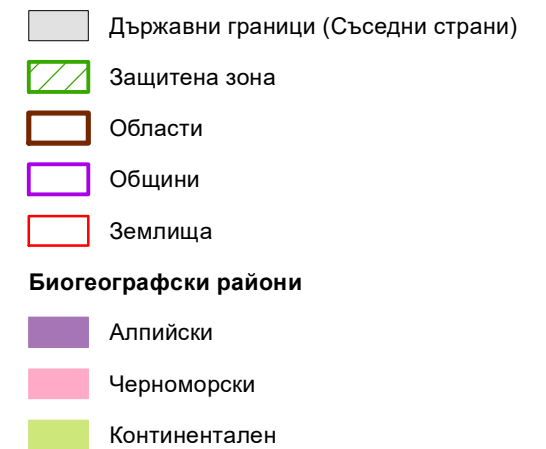 Държавни граници (Съседни страни)
Защитена зона
Области
Общини
Землища
Биогеографски райони
Алпийски
Черноморски
Континентален